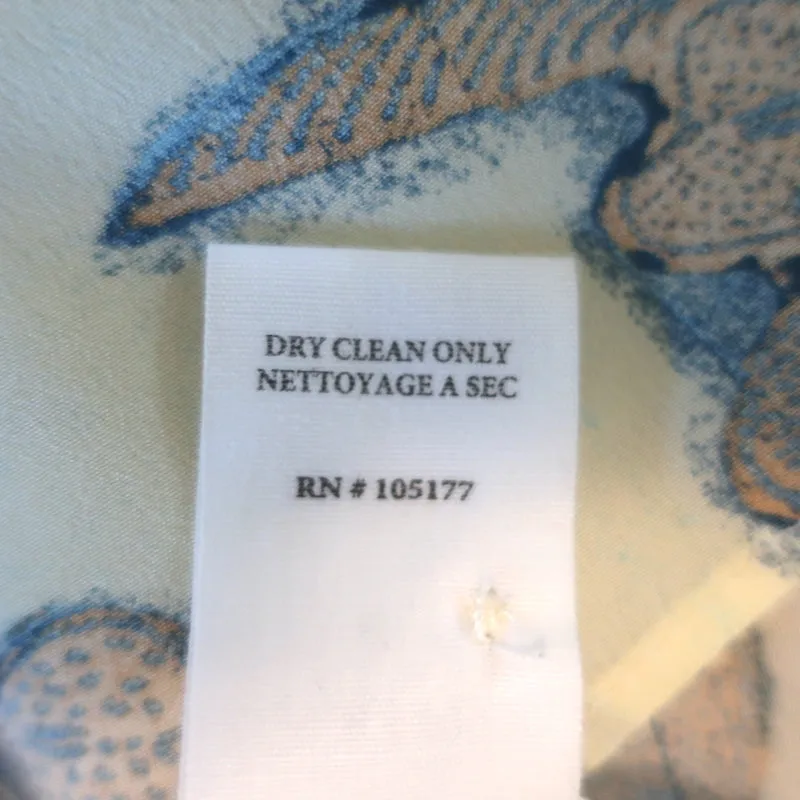 DRY CLEAN ONLY
NETTOYAGE A SEC
RN # 105177